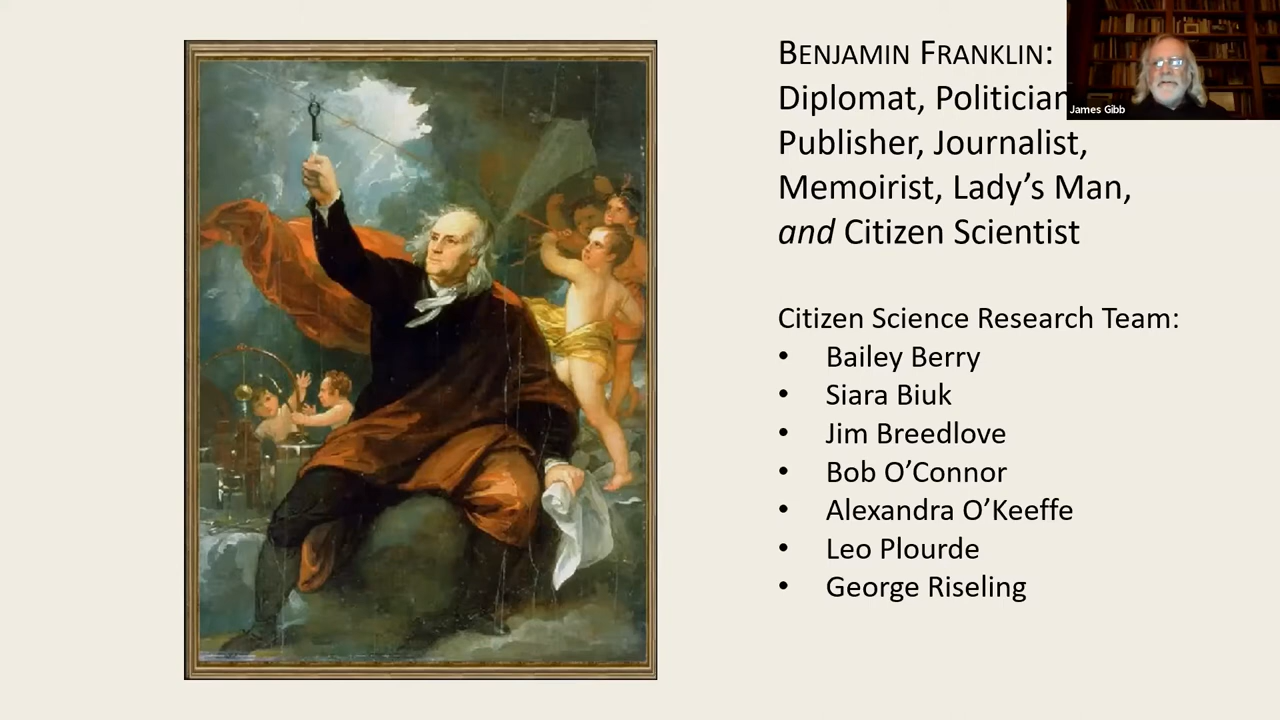 BENJAMIN FRANKLIN:
Diplomat, Politician
Publisher, Journalist,
Memoirist, Lady's Man,
and Citizen Scientist
James Gibb
Citizen Science Research Team:
• Bailey Berry
• Siara Biuk
• Jim Breedlove
• Bob O'Connor
• Alexandra O'Keeffe
• Leo Plourde
• George Riseling